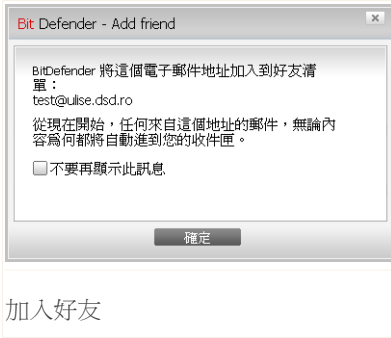 Bit Defender - Add friend
BitDefender 將這個電子郵件地址加入到好友清
單：
test@ulise.dsd.ro
從現在開始，任何來自這個地址的郵件，無論內
容爲何都將自動進到您的收件匣。
不要再顯示此訊息
確定
加入好友